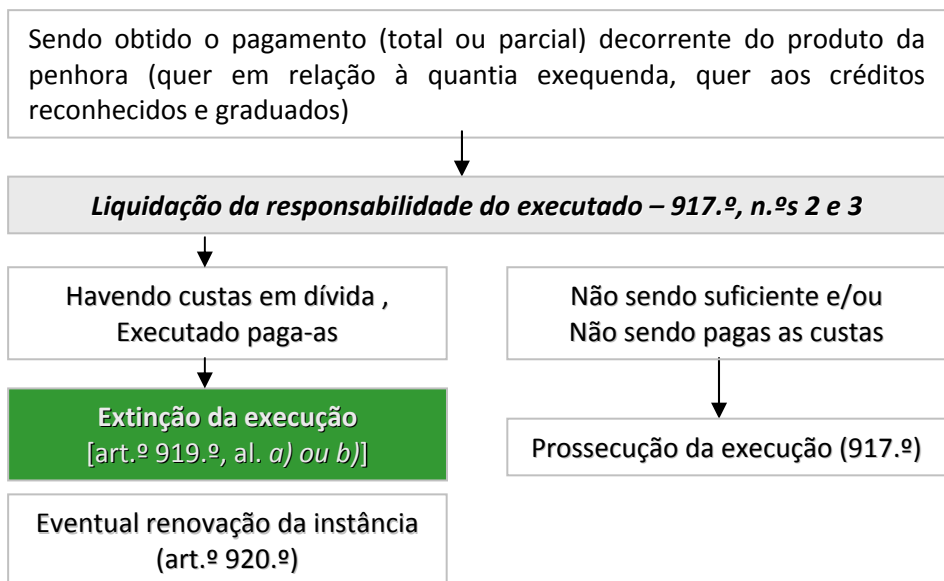 Sendo obtido o pagamento (total ou parcial) decorrente do produto da
penhora (quer em relação à quantia exequenda, quer aos créditos
reconhecidos e graduados)
Liquidação da responsabilidade do executado – 917.º, n.ºs 2 e 3
Havendo custas em dívida ,
Executado paga-as
Não sendo suficiente e/ou
Não sendo pagas as custas
Extinção da execução
[art.º 919.º, al. a) ou b)]
Prossecução da execução (917.º)
Eventual renovação da instância
(art.º 920.º)